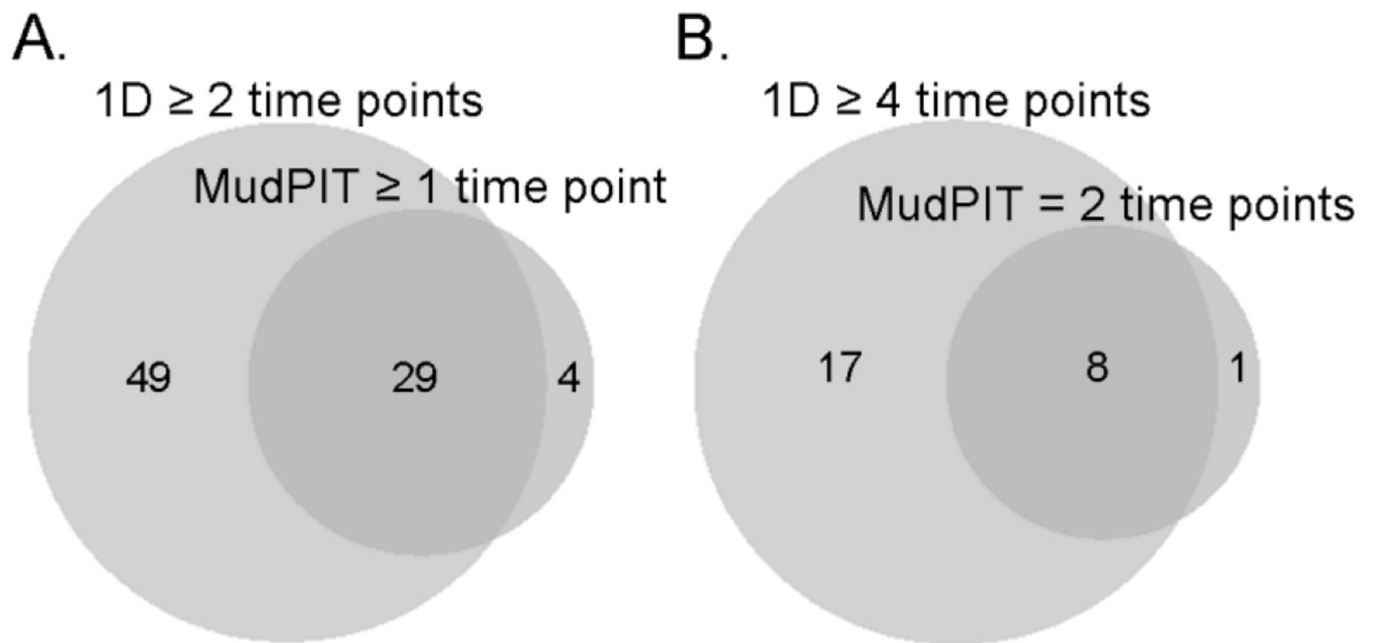 A.
1D ≥ 2 time points
MudPIT ≥ 1 time point
49
29
4
B.
1D ≥ 4 time points
MudPIT = 2 time points
17
8
1